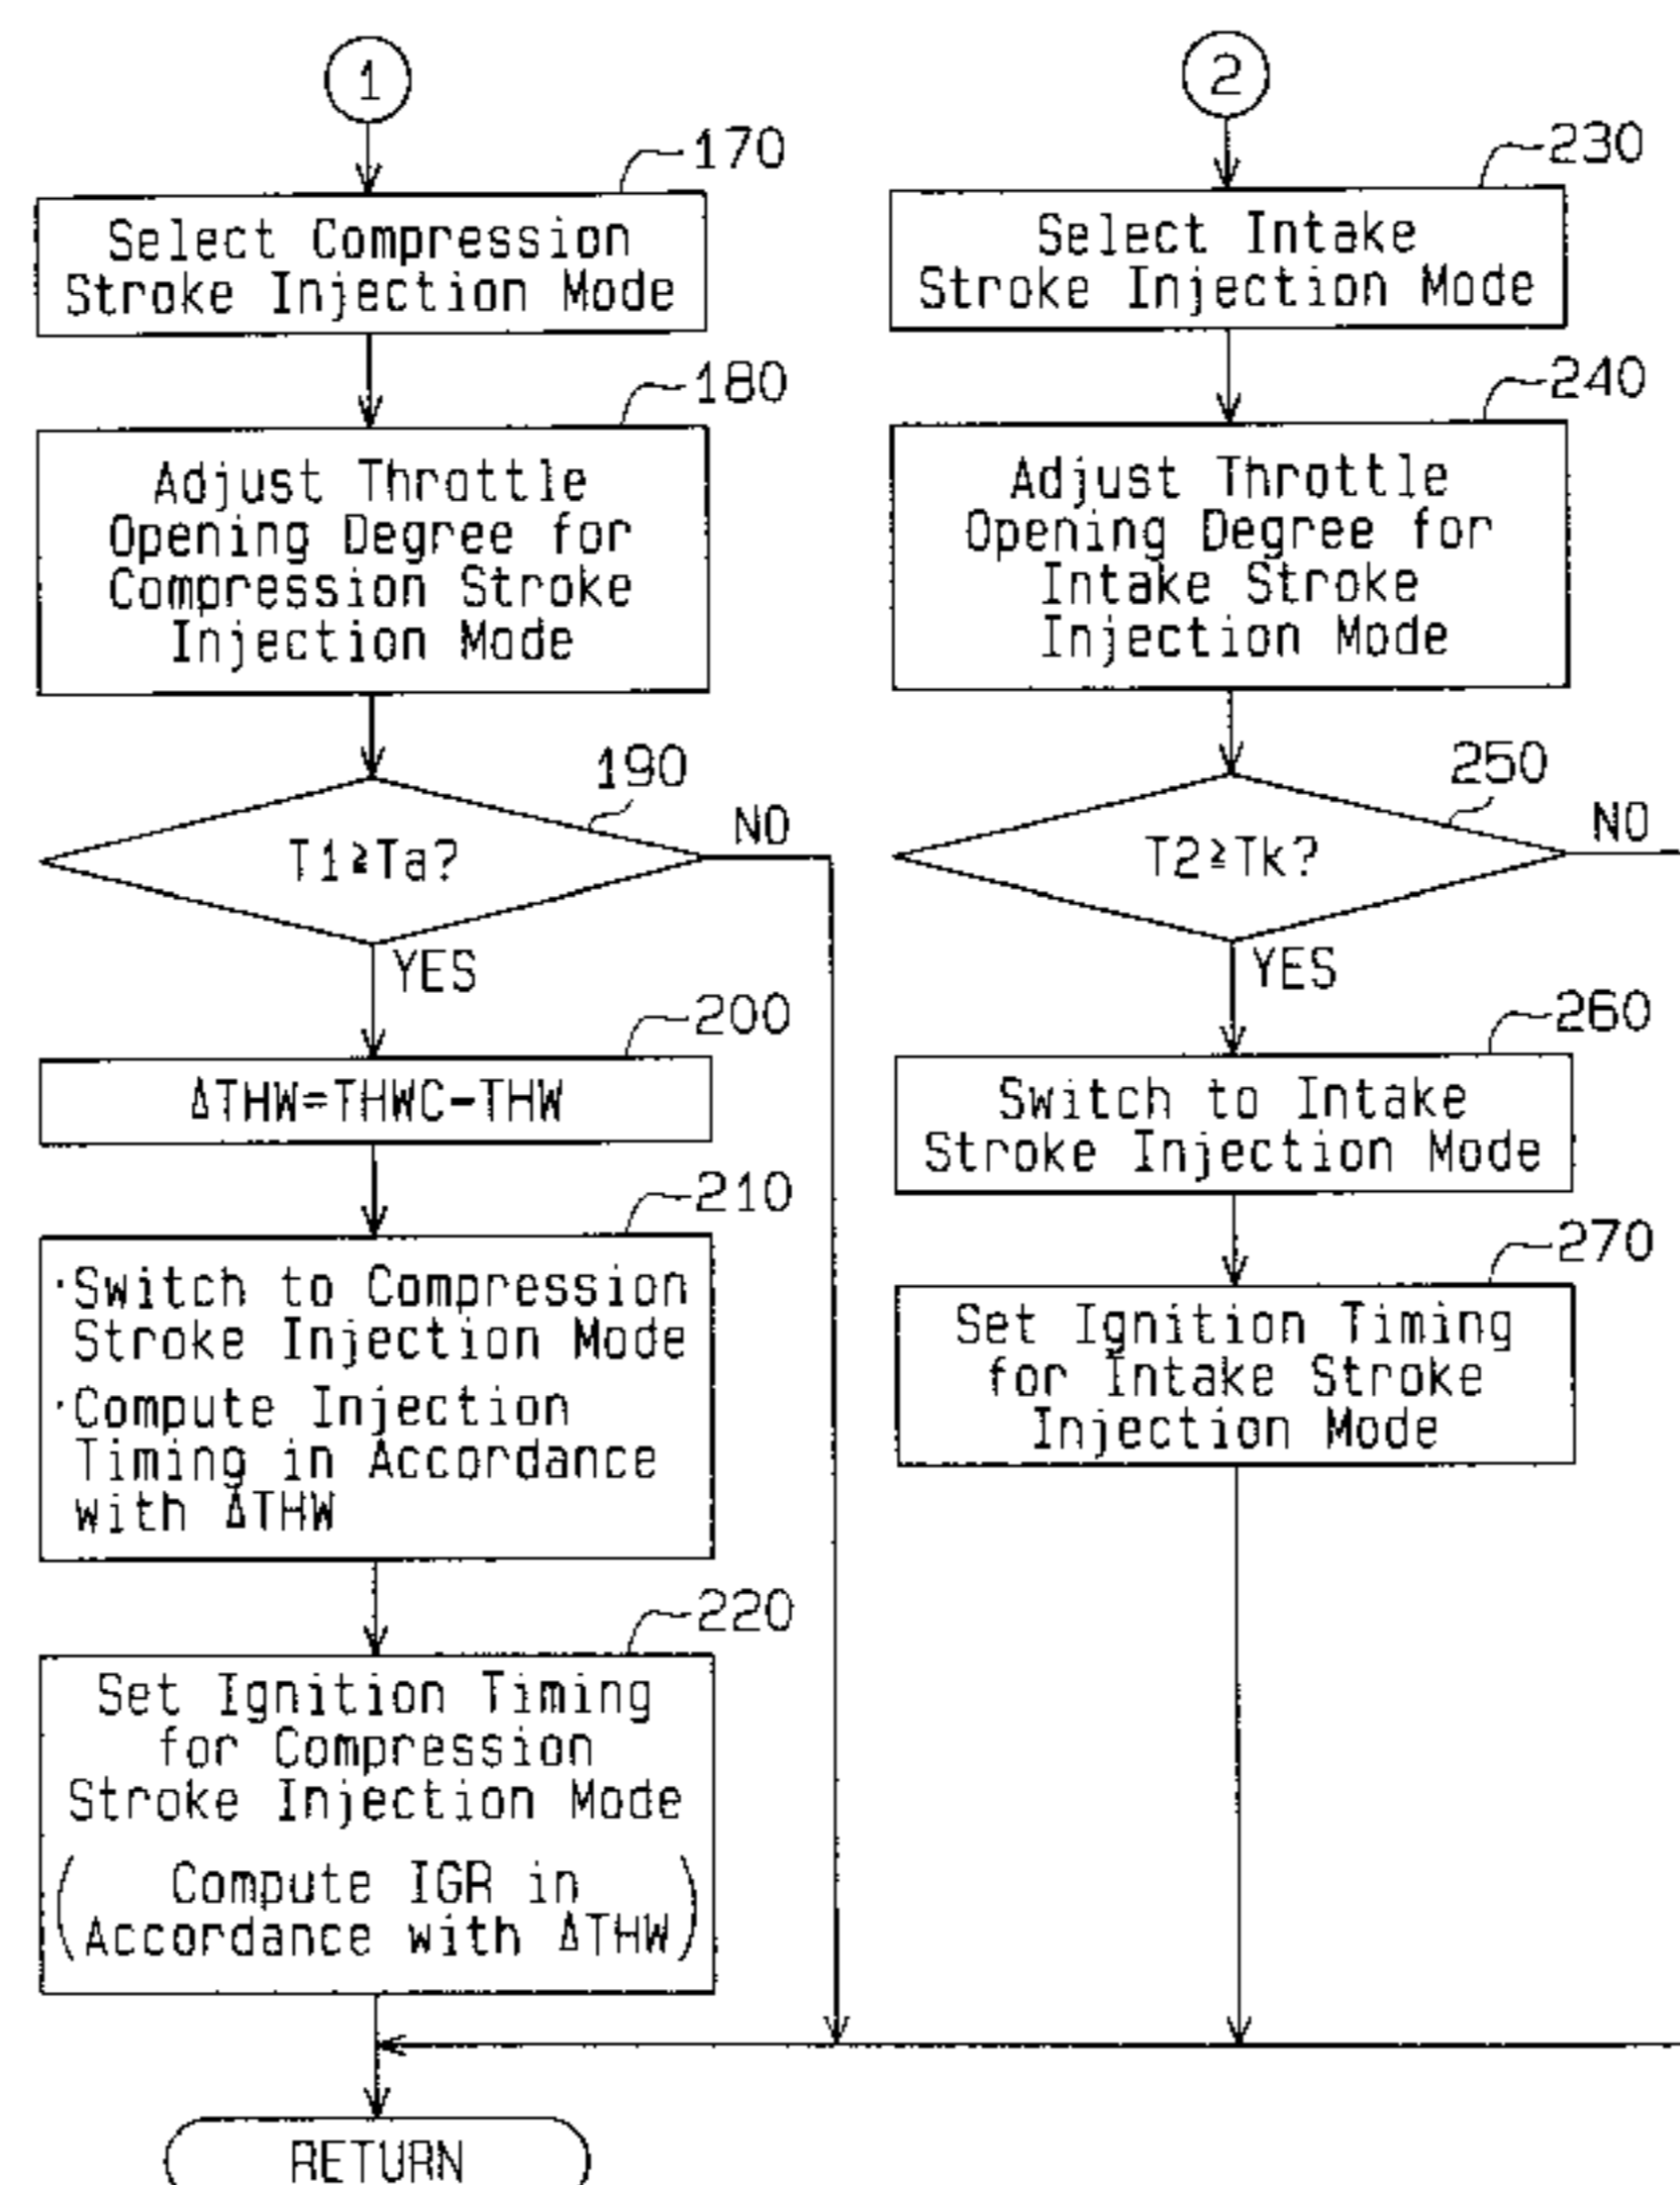 1
170
Select Compression
Stroke Injection Mode
180
Adjust Throttle
Opening Degree for
Compression Stroke
Injection Mode
190
T1≧Ta?
NO
YES
200
ΔTHW=THWC-THW
210
·Switch to Compression
Stroke Injection Mode
·Compute Injection
Timing in Accordance
with ΔTHW
220
Set Ignition Timing
for Compression
Stroke Injection Mode
(Compute IGR in
Accordance with ΔTHW)
RETURN
2
230
Select Intake
Stroke Injection Mode
240
Adjust Throttle
Opening Degree for
Intake Stroke
Injection Mode
250
T2≧Tk?
NO
YES
260
Switch to Intake
Stroke Injection Mode
270
Set Ignition Timing
for Intake Stroke
Injection Mode